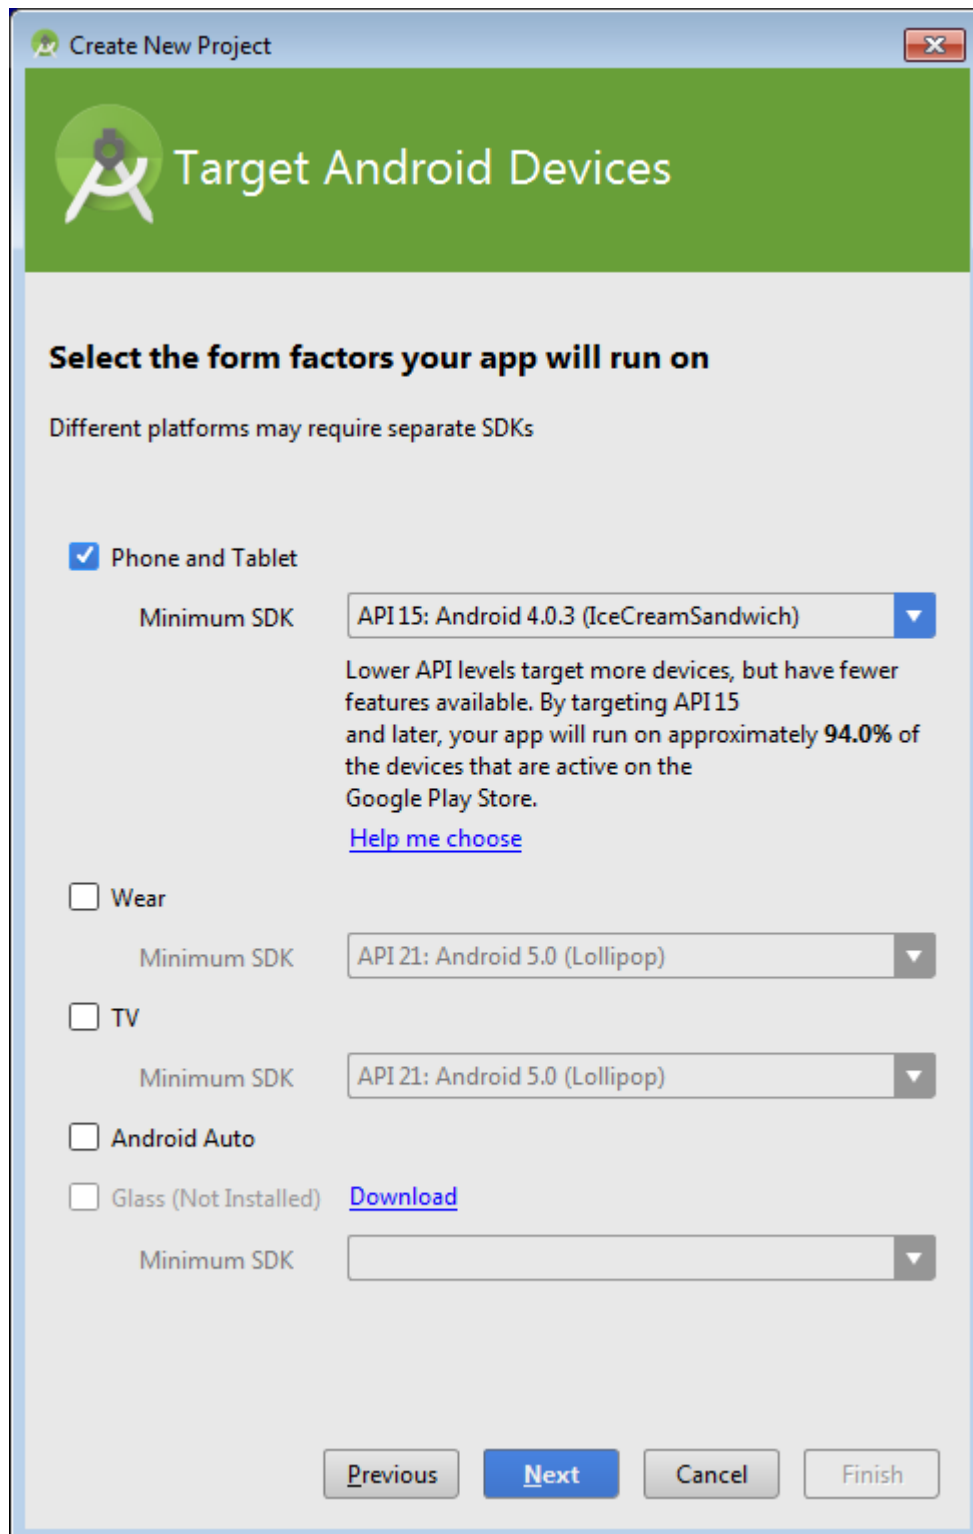 Create New Project
Target Android Devices
Select the form factors your app will run on
Different platforms may require separate SDKs
Phone and Tablet
Minimum SDK API 15: Android 4.0.3 (IceCreamSandwich)
Lower API levels target more devices, but have fewer
features available. By targeting API 15
and later, your app will run on approximately 94.0% of
the devices that are active on the
Google Play Store.
Help me choose
Wear
Minimum SDK API 21: Android 5.0 (Lollipop)
TV
Minimum SDK API 21: Android 5.0 (Lollipop)
Android Auto
Glass (Not Installed) Download
Minimum SDK
Previous Next Cancel Finish